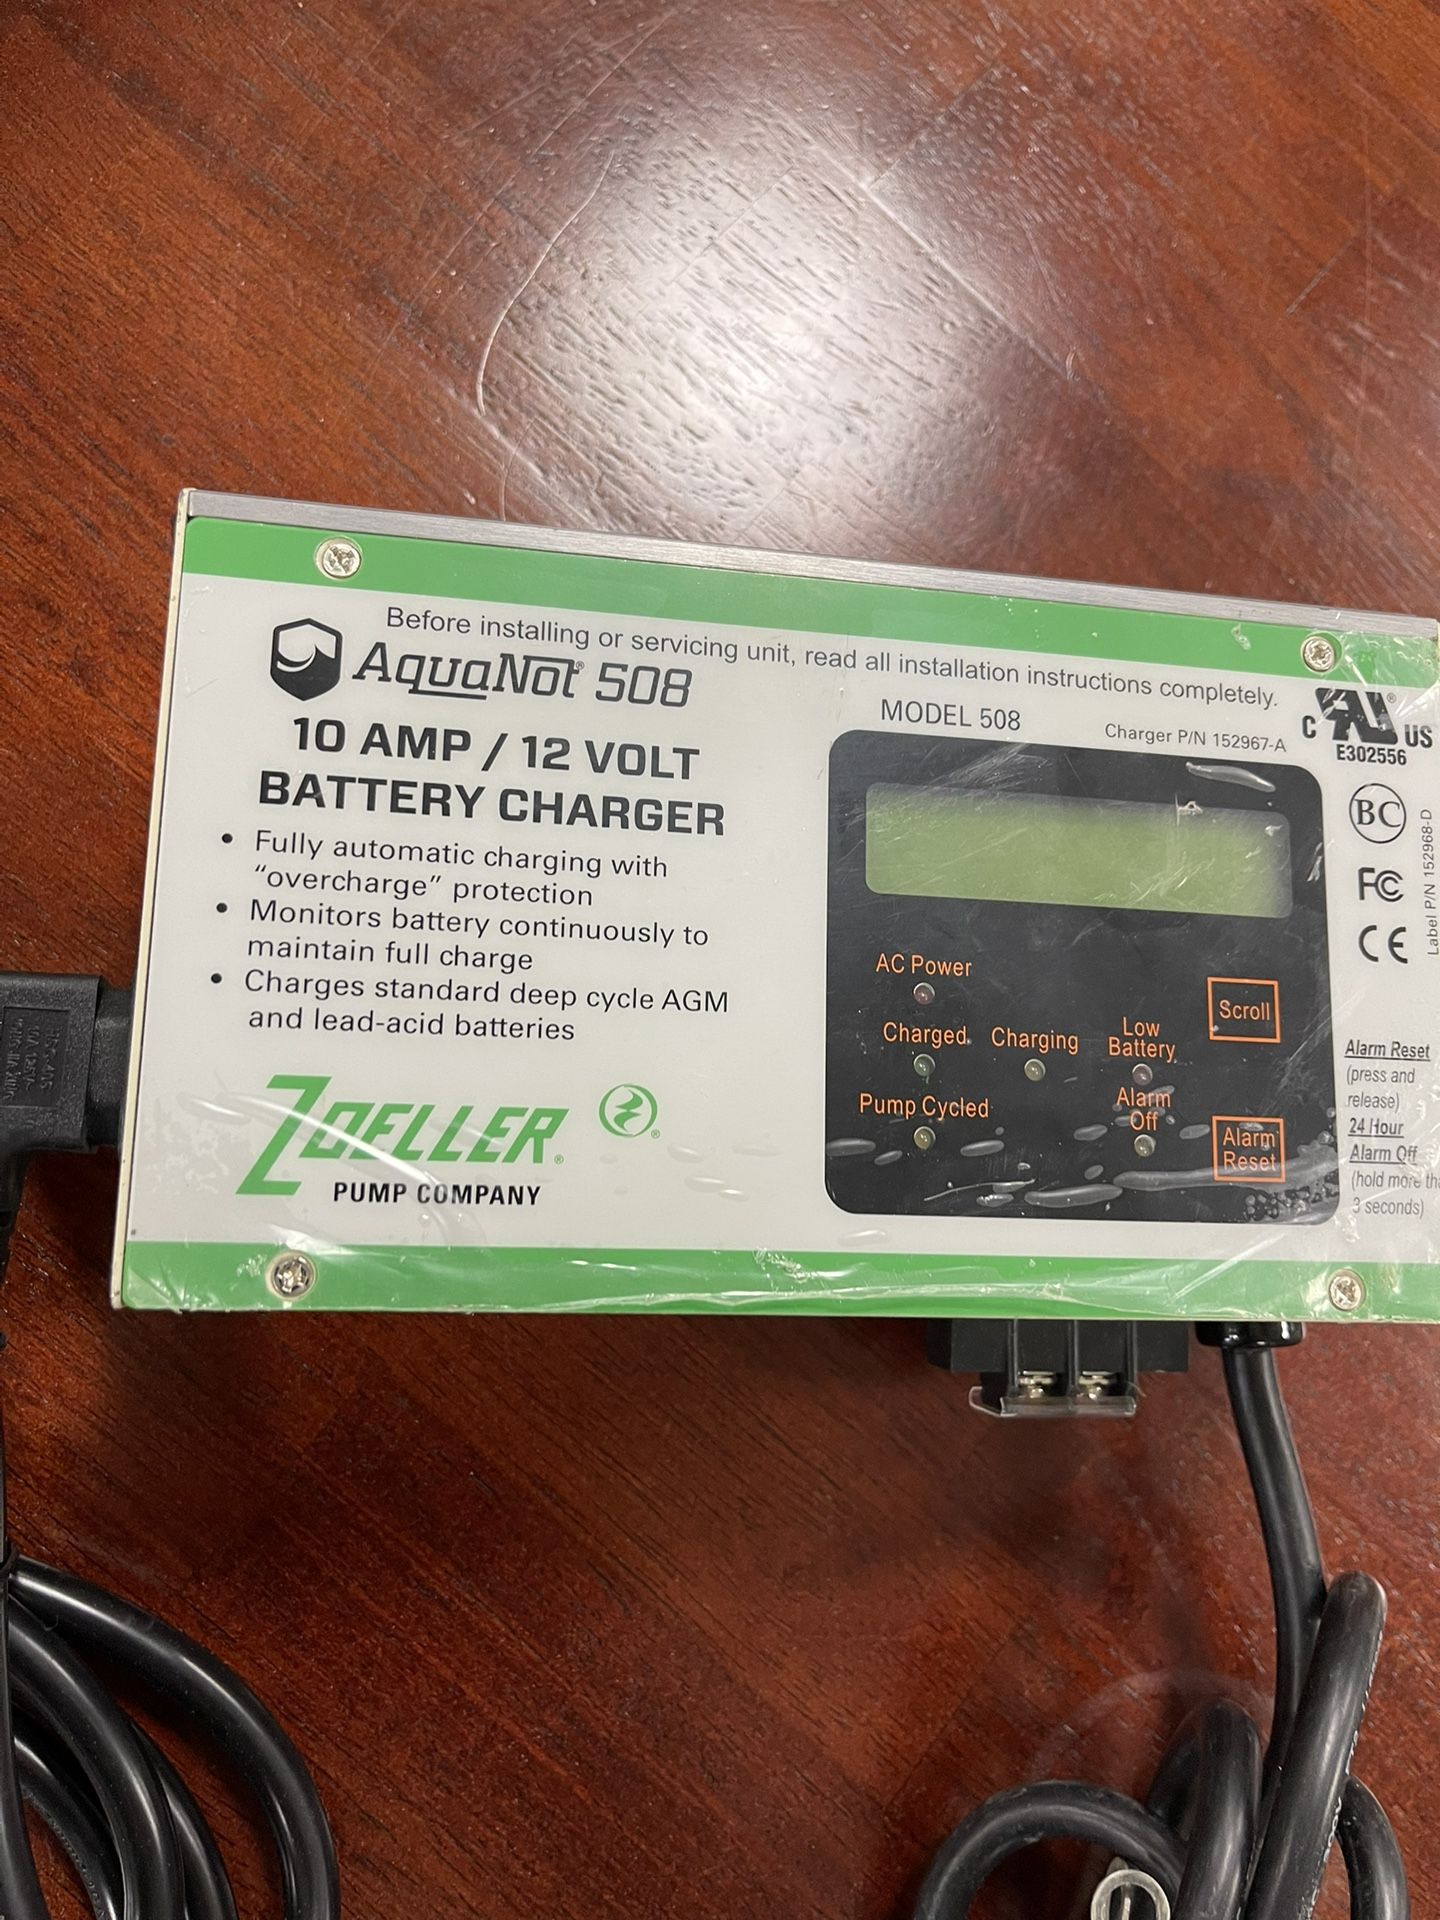 Before installing or servicing unit, read all installation instructions completely.
AquaNot® 508
10 AMP / 12 VOLT
BATTERY CHARGER
• Fully automatic charging with
“overcharge” protection
• Monitors battery continuously to
maintain full charge
• Charges standard deep cycle AGM
and lead-acid batteries
ZOELLER®
PUMP COMPANY
MODEL 508
Charger P/N 152967-A
AC Power
Charged
Charging
Low
Battery
Pump Cycled
Alarm
Off
Scroll
Alarm
Reset
C
US
E302556
BC
FC
CE
Label P/N 152968-D
Alarm Reset
(press and
release)
24 Hour
Alarm Off
(hold more
3 seconds)